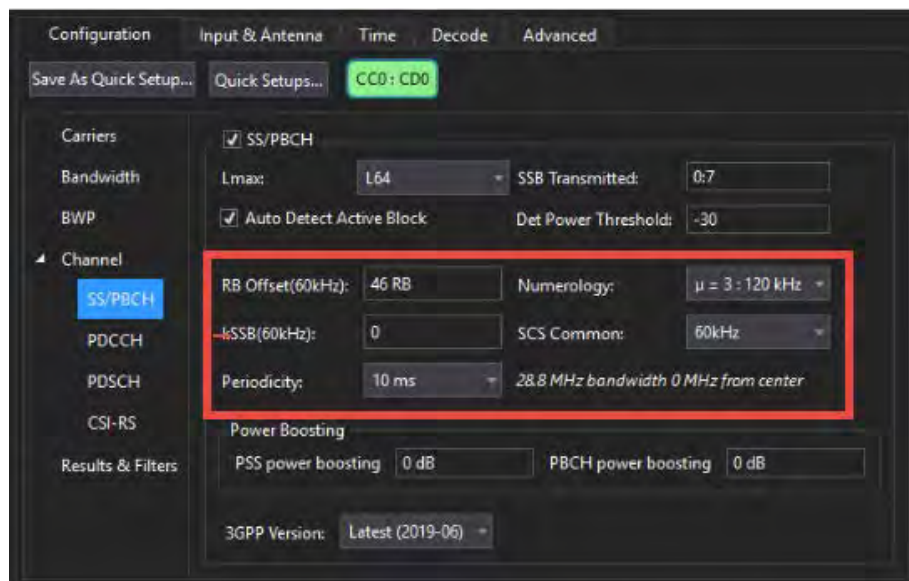 Configuration Input & Antenna Time Decode Advanced
Save As Quick Setup... Quick Setups... CC0 : CD0
Carriers
Bandwidth
BWP
Channel
SS/PBCH
PDCCH
PDSCH
CSI-RS
Results & Filters
SS/PBCH
Lmax: L64 SSB Transmitted: 0:7
Auto Detect Active Block Det Power Threshold: -30
RB Offset(60kHz): 46 RB Numerology: μ = 3 : 120 kHz
kSSB(60kHz): 0 SCS Common: 60kHz
Periodicity: 10 ms 28.8 MHz bandwidth 0 MHz from center
Power Boosting
PSS power boosting 0 dB PBCH power boosting 0 dB
3GPP Version: Latest (2019-06)